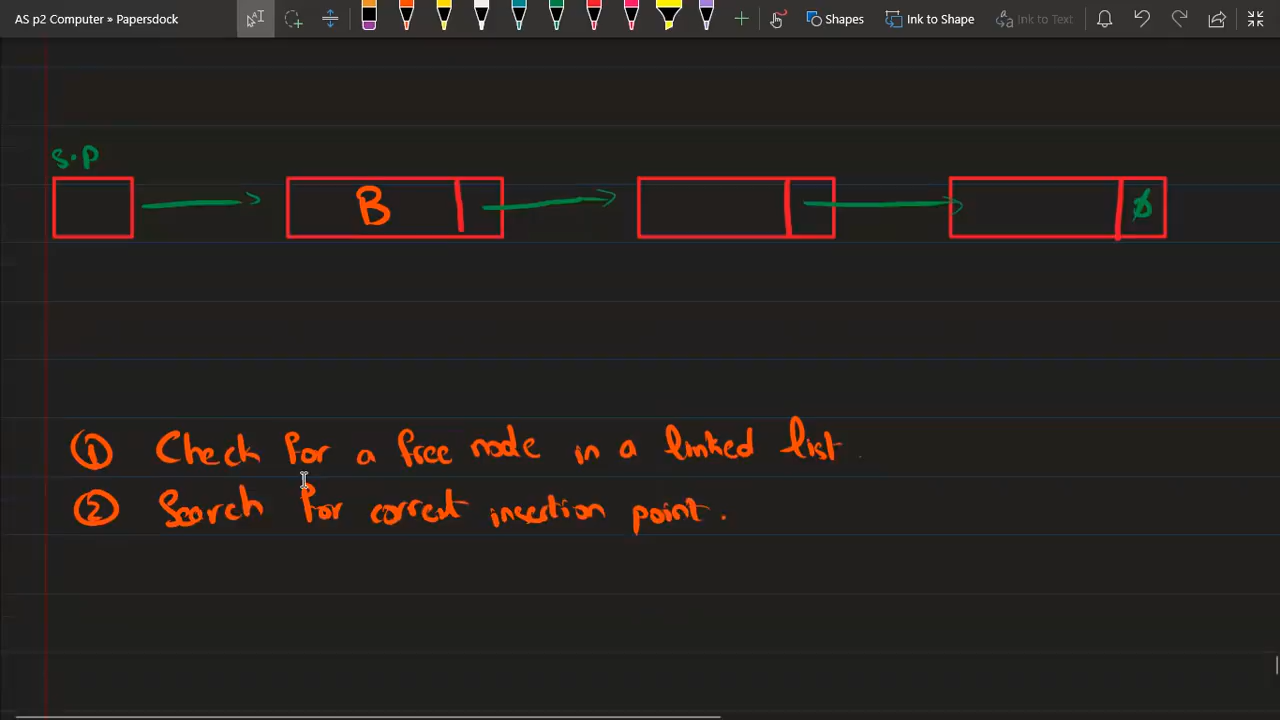 AS p2 Computer » Papersdock
Shapes
Ink to Shape
Ink to Text
S.P
B
Ø
① Check for a free node in a linked list.
② Search for correct insertion point.